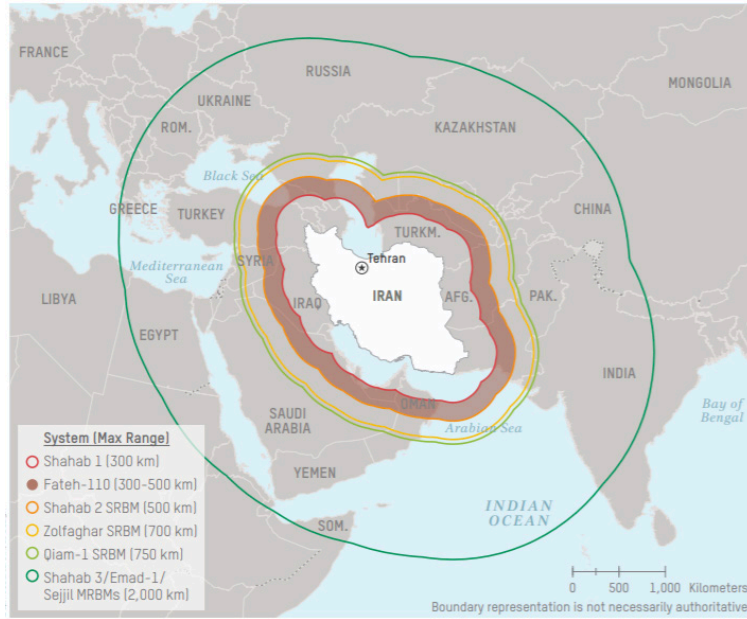 FRANCE
RUSSIA
MONGOLIA
UKRAINE
KAZAKHSTAN
ROM.
Black Sea
GREECE
TURKEY
CHINA
TURKM.
Tehran
SYRIA
Mediterranean
Sea
IRAN
IRAQ
AFG.
PAK.
LIBYA
EGYPT
INDIA
Bay of
Bengal
OMAN
SAUDI
ARABIA
Arabian Sea
YEMEN
INDIAN
OCEAN
SOM.
System (Max Range)
Shahab 1 (300 km)
Fateh-110 (300-500 km)
Shahab 2 SRBM (500 km)
Zolfaghar SRBM (700 km)
Qiam-1 SRBM (750 km)
Shahab 3/Emad-1/
Sejjil MRBMs (2,000 km)
0 500 1,000 Kilometers
Boundary representation is not necessarily authoritative